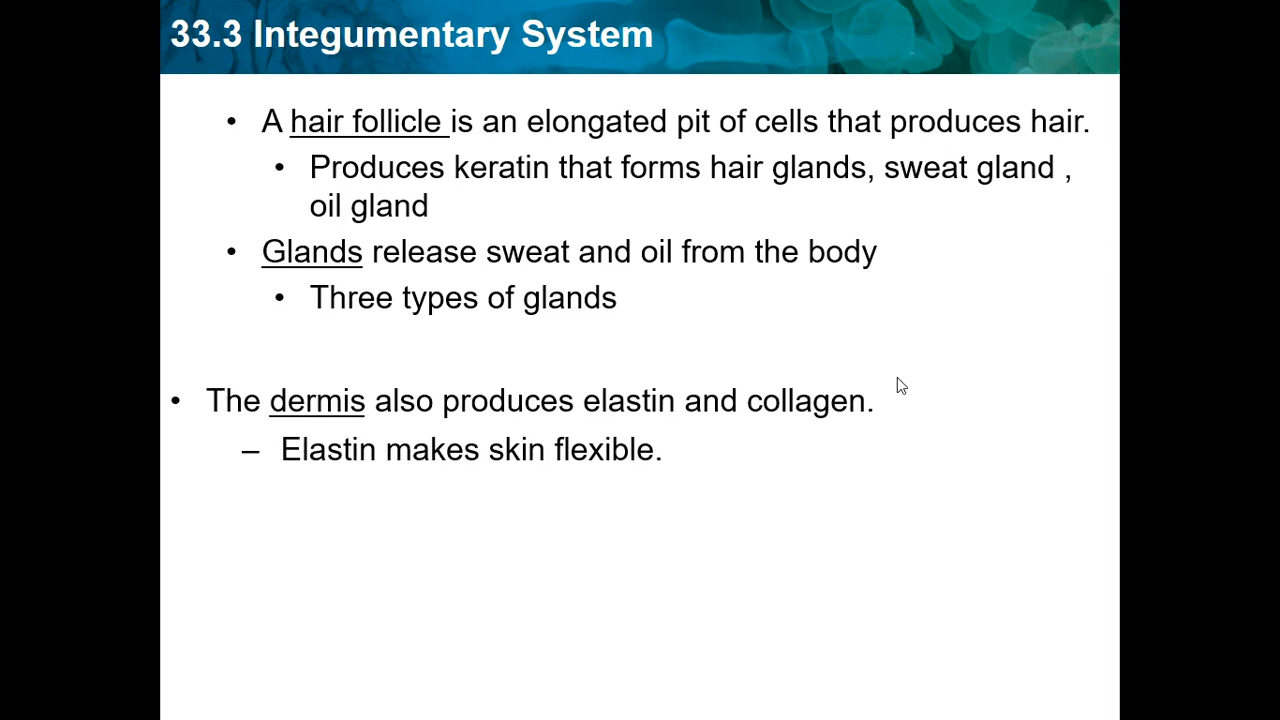 33.3 Integumentary System
• A hair follicle is an elongated pit of cells that produces hair.
• Produces keratin that forms hair glands, sweat gland ,
oil gland
• Glands release sweat and oil from the body
• Three types of glands
• The dermis also produces elastin and collagen.
– Elastin makes skin flexible.